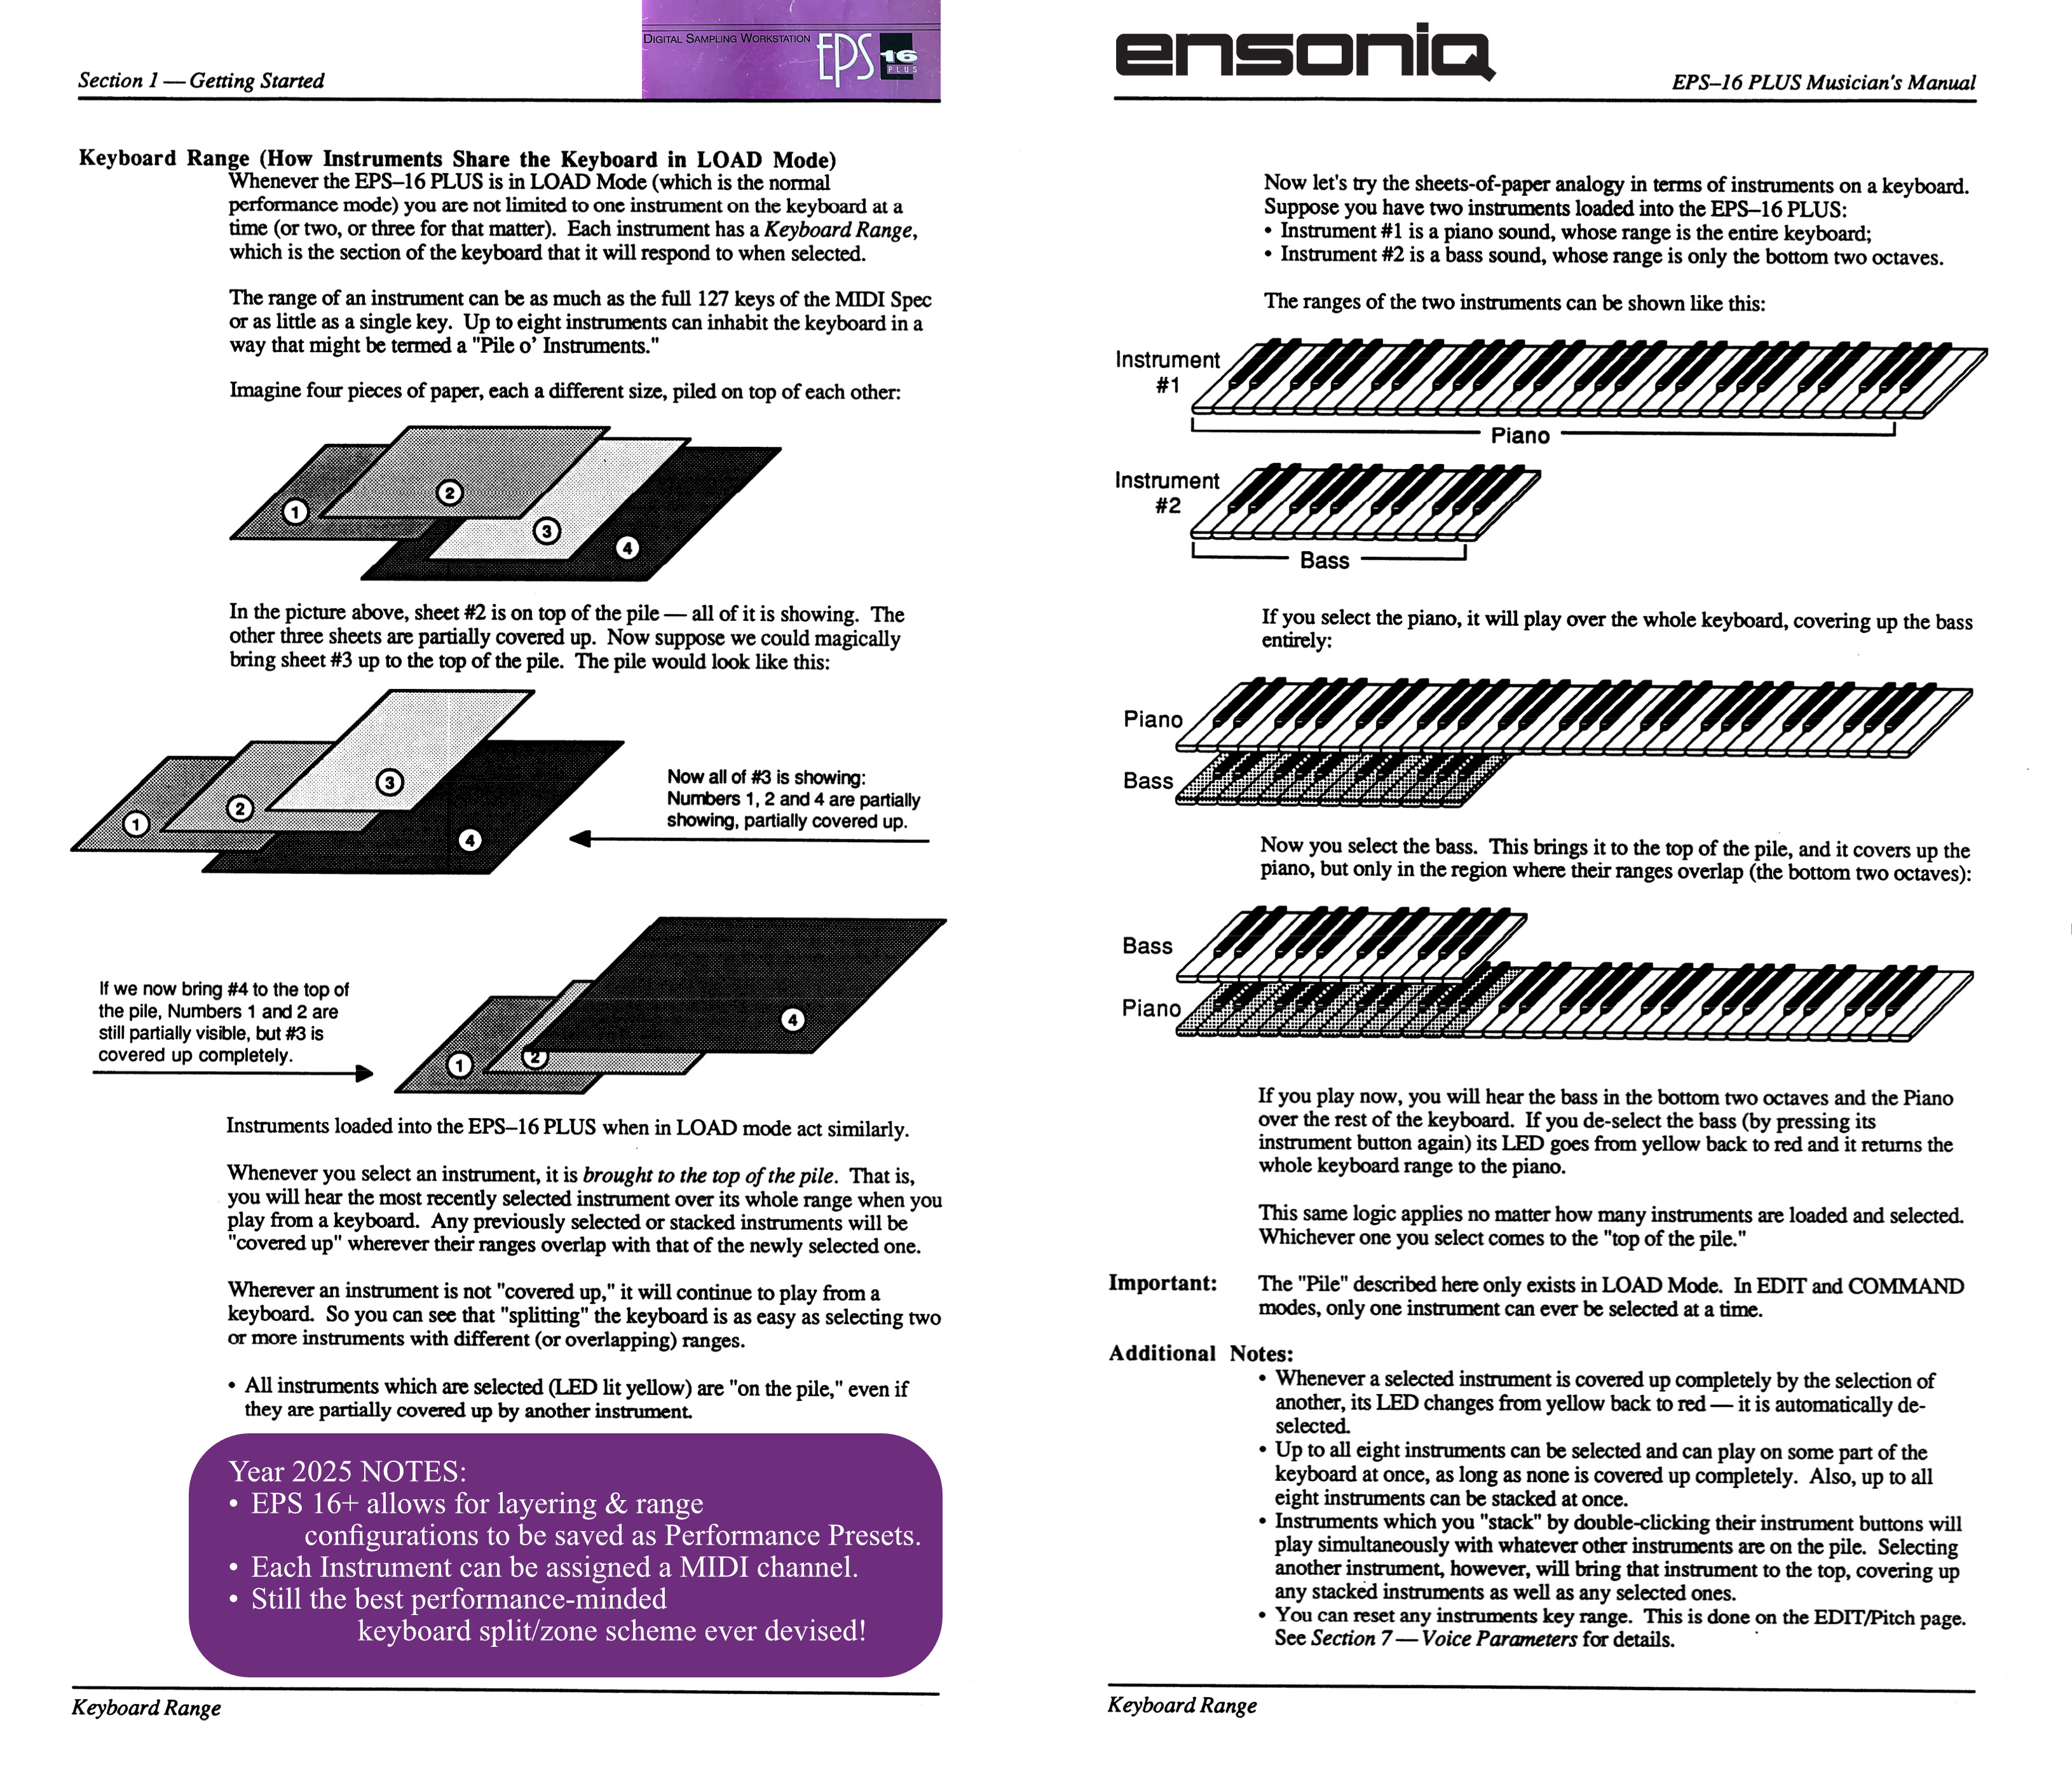 Section 1 — Getting Started
DIGITAL SAMPLING WORKSTATION
EPS
16
PLUS
Keyboard Range (How Instruments Share the Keyboard in LOAD Mode)
Whenever the EPS–16 PLUS is in LOAD Mode (which is the normal
performance mode) you are not limited to one instrument on the keyboard at a
time (or two, or three for that matter). Each instrument has a Keyboard Range,
which is the section of the keyboard that it will respond to when selected.
The range of an instrument can be as much as the full 127 keys of the MIDI Spec
or as little as a single key. Up to eight instruments can inhabit the keyboard in a
way that might be termed a "Pile o' Instruments."
Imagine four pieces of paper, each a different size, piled on top of each other:
1
2
3
4
In the picture above, sheet #2 is on top of the pile — all of it is showing. The
other three sheets are partially covered up. Now suppose we could magically
bring sheet #3 up to the top of the pile. The pile would look like this:
1
2
3
4
Now all of #3 is showing:
Numbers 1, 2 and 4 are partially
showing, partially covered up.
If we now bring #4 to the top of
the pile, Numbers 1 and 2 are
still partially visible, but #3 is
covered up completely.
1
2
4
Instruments loaded into the EPS–16 PLUS when in LOAD mode act similarly.
Whenever you select an instrument, it is brought to the top of the pile. That is,
you will hear the most recently selected instrument over its whole range when you
play from a keyboard. Any previously selected or stacked instruments will be
"covered up" wherever their ranges overlap with that of the newly selected one.
Wherever an instrument is not "covered up," it will continue to play from a
keyboard. So you can see that "splitting" the keyboard is as easy as selecting two
or more instruments with different (or overlapping) ranges.
• All instruments which are selected (LED lit yellow) are "on the pile," even if
they are partially covered up by another instrument.
Year 2025 NOTES:
• EPS 16+ allows for layering & range
configurations to be saved as Performance Presets.
• Each Instrument can be assigned a MIDI channel.
• Still the best performance-minded
keyboard split/zone scheme ever devised!
Keyboard Range
ensoniq
EPS–16 PLUS Musician's Manual
Now let's try the sheets-of-paper analogy in terms of instruments on a keyboard.
Suppose you have two instruments loaded into the EPS–16 PLUS:
• Instrument #1 is a piano sound, whose range is the entire keyboard;
• Instrument #2 is a bass sound, whose range is only the bottom two octaves.
The ranges of the two instruments can be shown like this:
Instrument
#1
Piano
Instrument
#2
Bass
If you select the piano, it will play over the whole keyboard, covering up the bass
entirely:
Piano
Bass
Now you select the bass. This brings it to the top of the pile, and it covers up the
piano, but only in the region where their ranges overlap (the bottom two octaves):
Bass
Piano
If you play now, you will hear the bass in the bottom two octaves and the Piano
over the rest of the keyboard. If you de-select the bass (by pressing its
instrument button again) its LED goes from yellow back to red and it returns the
whole keyboard range to the piano.
This same logic applies no matter how many instruments are loaded and selected.
Whichever one you select comes to the "top of the pile."
Important: The "Pile" described here only exists in LOAD Mode. In EDIT and COMMAND
modes, only one instrument can ever be selected at a time.
Additional Notes:
• Whenever a selected instrument is covered up completely by the selection of
another, its LED changes from yellow back to red — it is automatically de-
selected.
• Up to all eight instruments can be selected and can play on some part of the
keyboard at once, as long as none is covered up completely. Also, up to all
eight instruments can be stacked at once.
• Instruments which you "stack" by double-clicking their instrument buttons will
play simultaneously with whatever other instruments are on the pile. Selecting
another instrument, however, will bring that instrument to the top, covering up
any stacked instruments as well as any selected ones.
• You can reset any instruments key range. This is done on the EDIT/Pitch page.
See Section 7 — Voice Parameters for details.
Keyboard Range